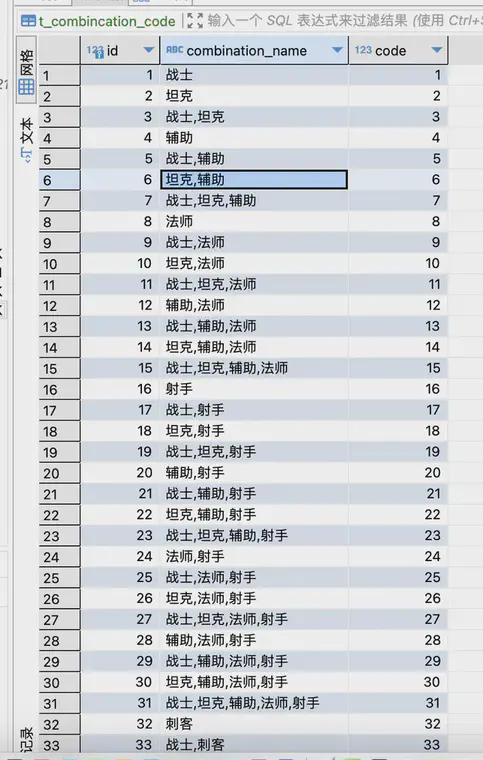 t_combincation_code 输入一个 SQL 表达式来过滤结果 (使用 Ctrl+S
网格
文本
记录
123 id ABC combination_name 123 code
1 1 战士 1
2 2 坦克 2
3 3 战士,坦克 3
4 4 辅助 4
5 5 战士,辅助 5
6 6 坦克,辅助 6
7 7 战士,坦克,辅助 7
8 8 法师 8
9 9 战士,法师 9
10 10 坦克,法师 10
11 11 战士,坦克,法师 11
12 12 辅助,法师 12
13 13 战士,辅助,法师 13
14 14 坦克,辅助,法师 14
15 15 战士,坦克,辅助,法师 15
16 16 射手 16
17 17 战士,射手 17
18 18 坦克,射手 18
19 19 战士,坦克,射手 19
20 20 辅助,射手 20
21 21 战士,辅助,射手 21
22 22 坦克,辅助,射手 22
23 23 战士,坦克,辅助,射手 23
24 24 法师,射手 24
25 25 战士,法师,射手 25
26 26 坦克,法师,射手 26
27 27 战士,坦克,法师,射手 27
28 28 辅助,法师,射手 28
29 29 战士,辅助,法师,射手 29
30 30 坦克,辅助,法师,射手 30
31 31 战士,坦克,辅助,法师,射手 31
32 32 刺客 32
33 33 战士,刺客 33